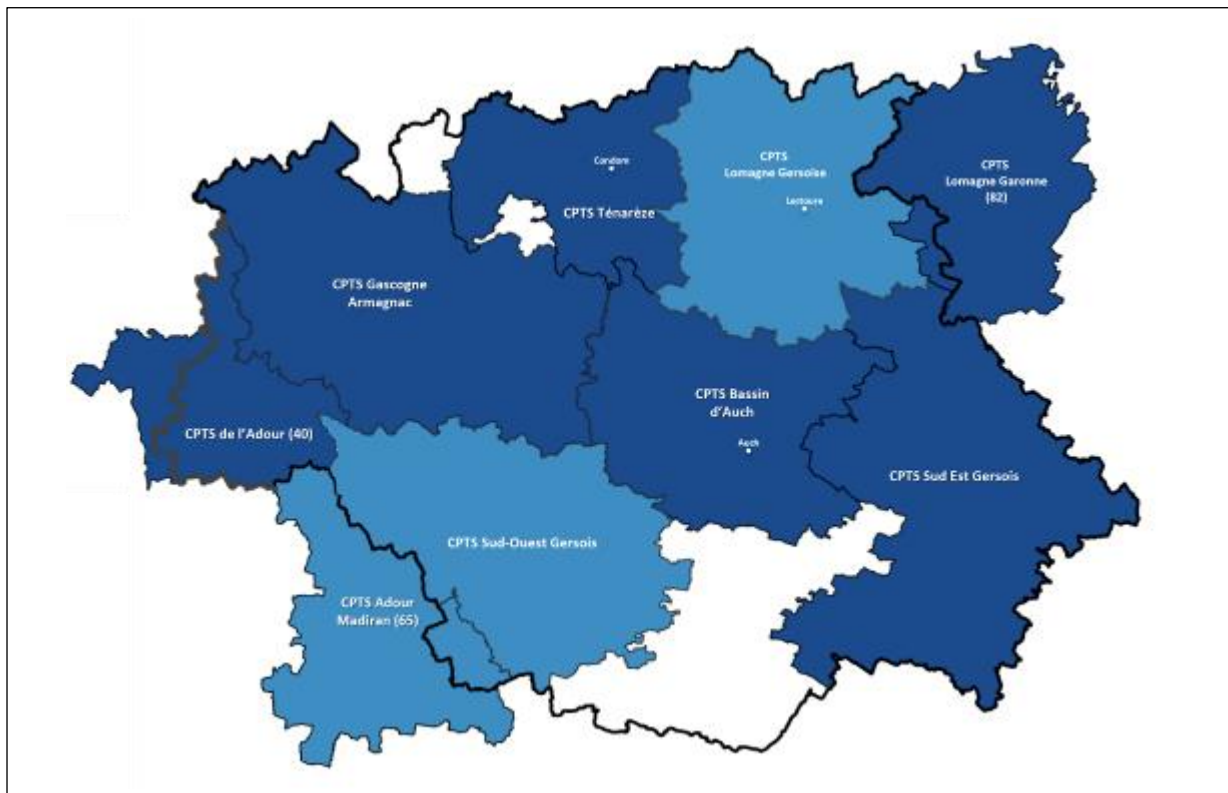 Condom
CPTS Ténarèze
CPTS
Lomagne Gersoise
Lectoure
CPTS
Lomagne Garonne
(82)
CPTS Gascogne
Armagnac
CPTS de l'Adour (40)
CPTS Bassin
d'Auch
Auch
CPTS Sud Est Gersois
CPTS Sud-Ouest Gersois
CPTS Adour
Madiran (65)